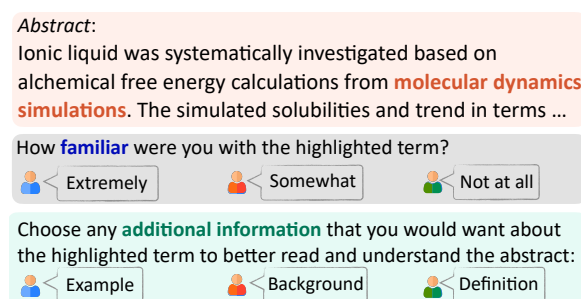 Abstract:
Ionic liquid was systematically investigated based on
alchemical free energy calculations from molecular dynamics
simulations. The simulated solubilities and trend in terms ...
How familiar were you with the highlighted term?
Extremely Somewhat Not at all
Choose any additional information that you would want about
the highlighted term to better read and understand the abstract:
Example Background Definition